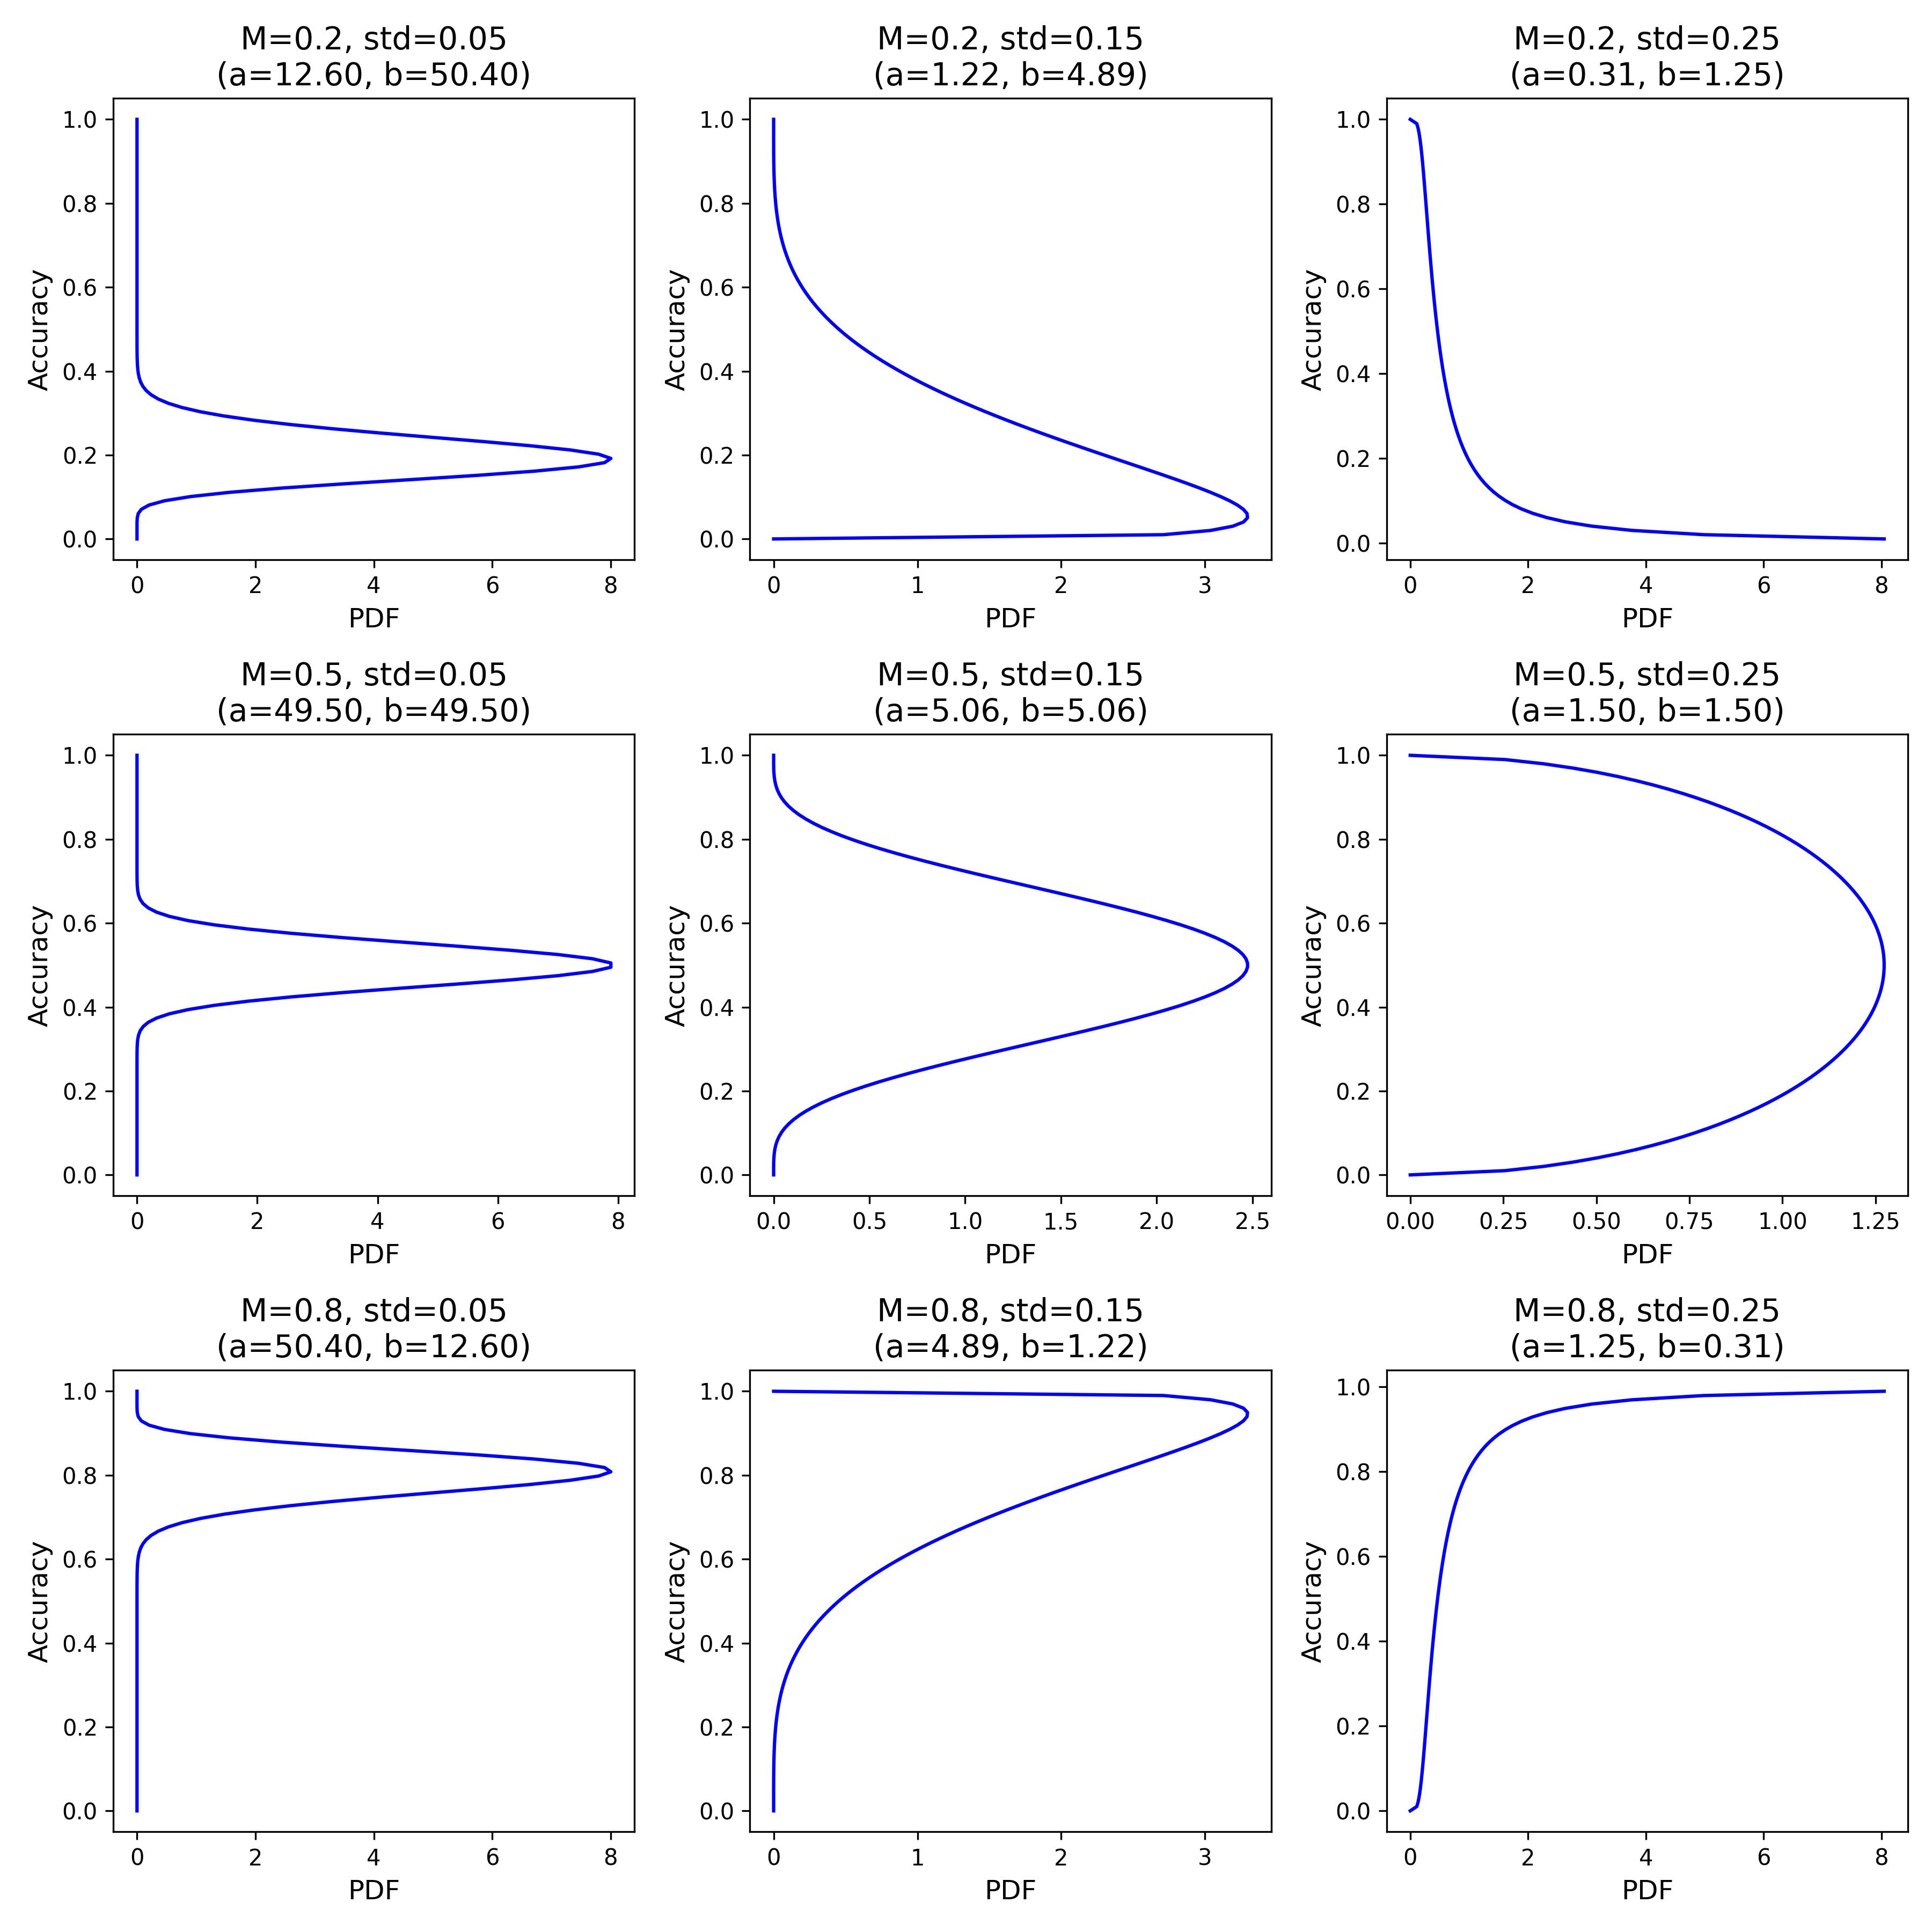 M=0.2, std=0.05
(a=12.60, b=50.40)
1.0
0.8
0.6
0.4
0.2
0.0
Accuracy
0 2 4 6 8
PDF
M=0.2, std=0.15
(a=1.22, b=4.89)
1.0
0.8
0.6
0.4
0.2
0.0
Accuracy
0 1 2 3
PDF
M=0.2, std=0.25
(a=0.31, b=1.25)
1.0
0.8
0.6
0.4
0.2
0.0
Accuracy
0 2 4 6 8
PDF
M=0.5, std=0.05
(a=49.50, b=49.50)
1.0
0.8
0.6
0.4
0.2
0.0
Accuracy
0 2 4 6 8
PDF
M=0.5, std=0.15
(a=5.06, b=5.06)
1.0
0.8
0.6
0.4
0.2
0.0
Accuracy
0.0 0.5 1.0 1.5 2.0 2.5
PDF
M=0.5, std=0.25
(a=1.50, b=1.50)
1.0
0.8
0.6
0.4
0.2
0.0
Accuracy
0.00 0.25 0.50 0.75 1.00 1.25
PDF
M=0.8, std=0.05
(a=50.40, b=12.60)
1.0
0.8
0.6
0.4
0.2
0.0
Accuracy
0 2 4 6 8
PDF
M=0.8, std=0.15
(a=4.89, b=1.22)
1.0
0.8
0.6
0.4
0.2
0.0
Accuracy
0 1 2 3
PDF
M=0.8, std=0.25
(a=1.25, b=0.31)
1.0
0.8
0.6
0.4
0.2
0.0
Accuracy
0 2 4 6 8
PDF